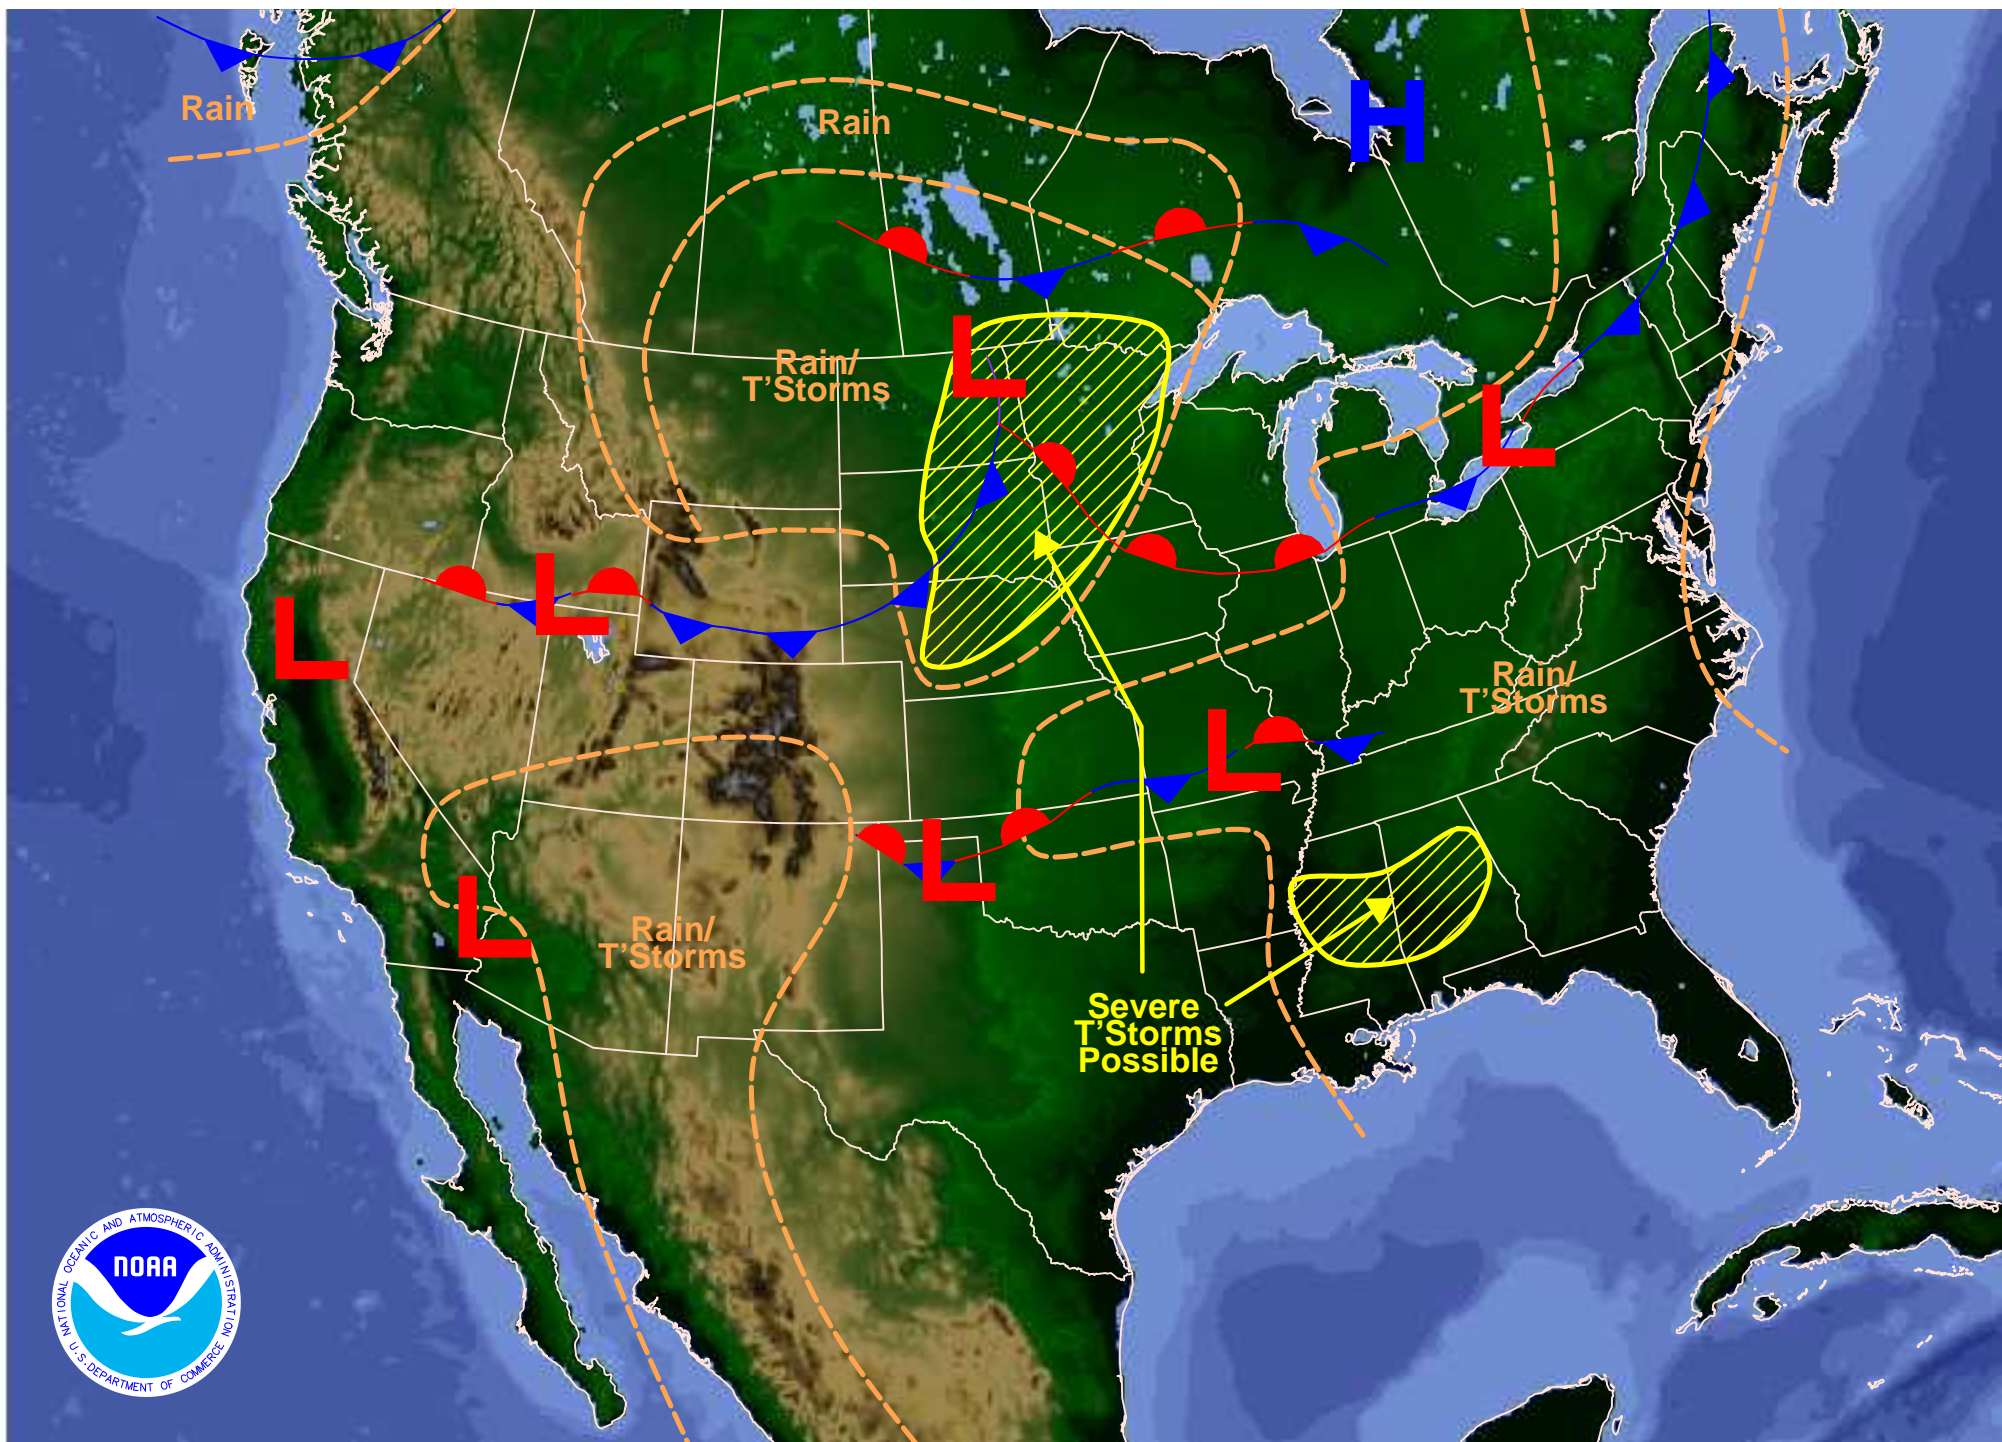 Rain
Rain
H
L
Rain/
T'Storms
L
L
L
Rain/
T'Storms
L
L
L
Rain/
T'Storms
Severe
T'Storms
Possible
NATIONAL OCEANIC AND ATMOSPHERIC ADMINISTRATION
NOAA
U.S. DEPARTMENT OF COMMERCE